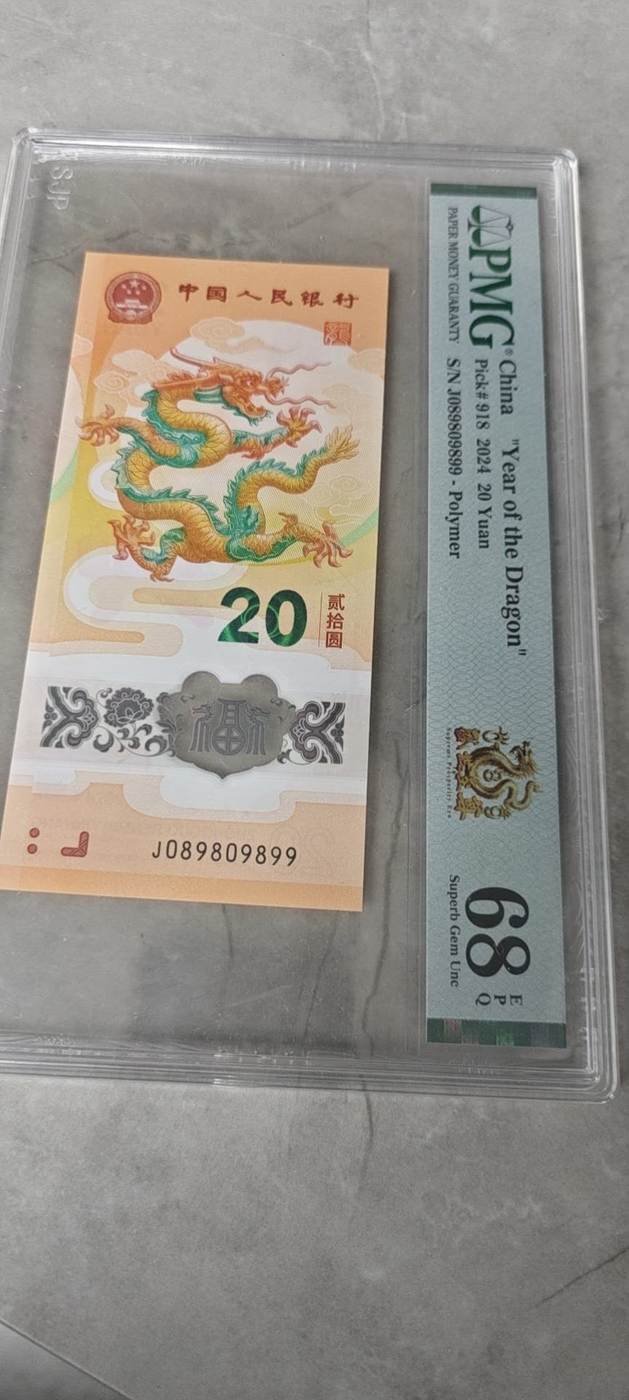 中国人民银行
20
贰拾圆
福
J089809899
PMG®
PAPER MONEY GUARANTY
China "Year of the Dragon"
Pick# 918 2024 20 Yuan
S/N J089809899 - Polymer
68
EPQ
Superb Gem Unc